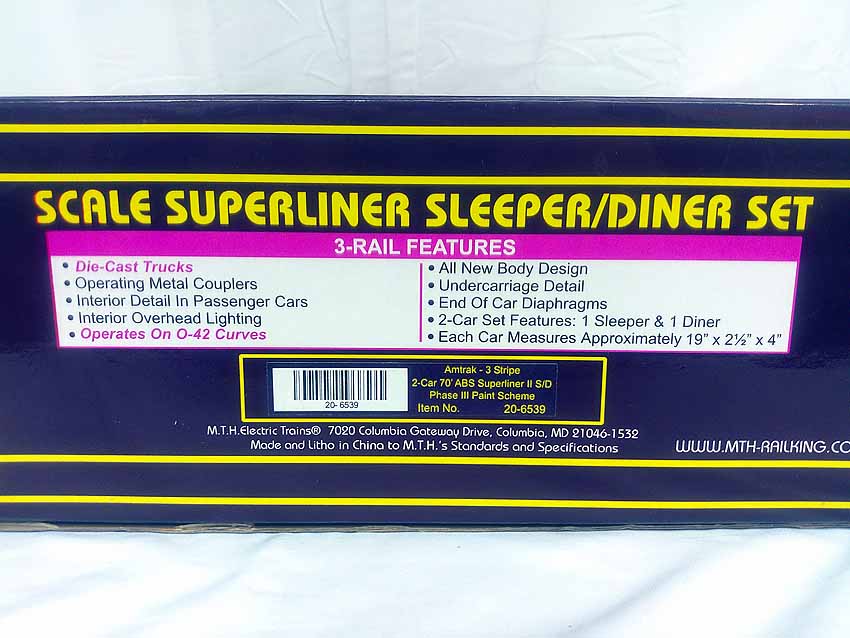 SCALE SUPERLINER SLEEPER/DINER SET
3-RAIL FEATURES
• Die-Cast Trucks
• Operating Metal Couplers
• Interior Detail In Passenger Cars
• Interior Overhead Lighting
• Operates On O-42 Curves
• All New Body Design
• Undercarriage Detail
• End Of Car Diaphragms
• 2-Car Set Features: 1 Sleeper & 1 Diner
• Each Car Measures Approximately 19" x 2½" x 4"
20-6539
Amtrak - 3 Stripe
2-Car 70' ABS Superliner II S/D
Phase III Paint Scheme
Item No. 20-6539
M.T.H.Electric Trains® 7020 Columbia Gateway Drive, Columbia, MD 21046-1532
Made and Litho in China to M.T.H.'s Standards and Specifications
WWW.MTH-RAILKING.CO